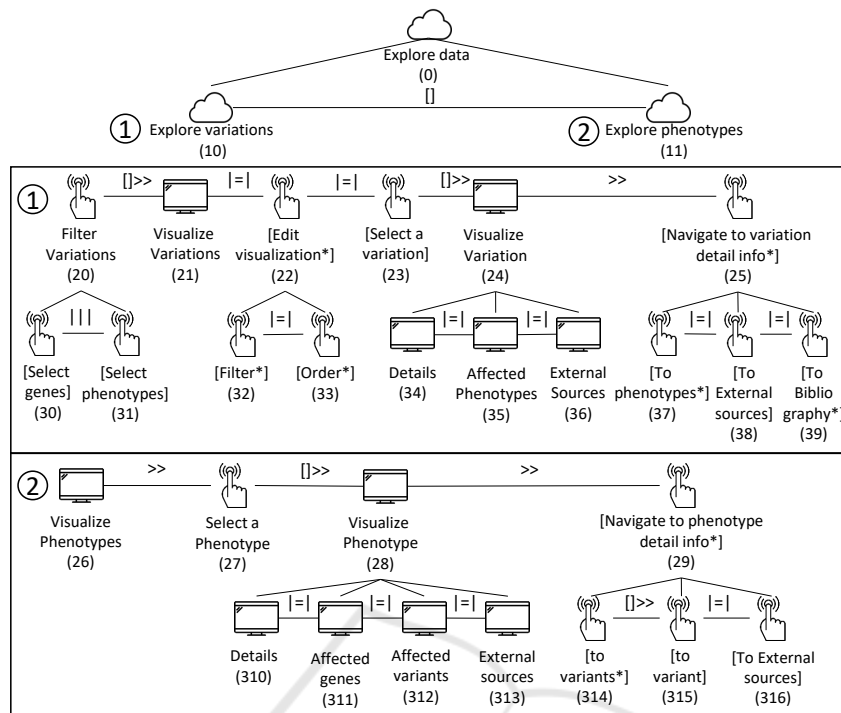 Explore data
(0)
[]
① Explore variations
(10)
② Explore phenotypes
(11)
①
[]>> |=| |=| []>> >>
Filter Variations
(20)
Visualize Variations
(21)
[Edit visualization*]
(22)
[Select a variation]
(23)
Visualize Variation
(24)
[Navigate to variation detail info*]
(25)
||| |=| |=| |=| |=| |=|
[Select genes]
(30)
[Select phenotypes]
(31)
[Filter*]
(32)
[Order*]
(33)
Details
(34)
Affected Phenotypes
(35)
External Sources
(36)
[To phenotypes*]
(37)
[To External sources]
(38)
[To Biblio graphy*]
(39)
②
>> []>> >>
Visualize Phenotypes
(26)
Select a Phenotype
(27)
Visualize Phenotype
(28)
[Navigate to phenotype detail info*]
(29)
|=| |=| |=| []>> |=|
Details
(310)
Affected genes
(311)
Affected variants
(312)
External sources
(313)
[to variants*]
(314)
[to variant]
(315)
[To External sources]
(316)